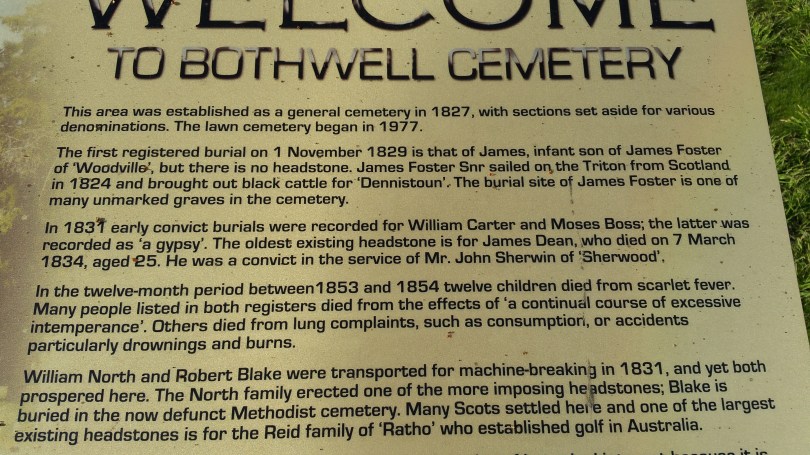 WELCOME
TO BOTHWELL CEMETERY
This area was established as a general cemetery in 1827, with sections set aside for various
denominations. The lawn cemetery began in 1977.
The first registered burial on 1 November 1829 is that of James, infant son of James Foster
of 'Woodville', but there is no headstone. James Foster Snr sailed on the Triton from Scotland
in 1824 and brought out black cattle for 'Dennistoun'. The burial site of James Foster is one of
many unmarked graves in the cemetery.
In 1831 early convict burials were recorded for William Carter and Moses Boss; the latter was
recorded as 'a gypsy'. The oldest existing headstone is for James Dean, who died on 7 March
1834, aged 25. He was a convict in the service of Mr. John Sherwin of 'Sherwood'.
In the twelve-month period between1853 and 1854 twelve children died from scarlet fever.
Many people listed in both registers died from the effects of 'a continual course of excessive
intemperance'. Others died from lung complaints, such as consumption, or accidents
particularly drownings and burns.
William North and Robert Blake were transported for machine-breaking in 1831, and yet both
prospered here. The North family erected one of the more imposing headstones; Blake is
buried in the now defunct Methodist cemetery. Many Scots settled here and one of the largest
existing headstones is for the Reid family of 'Ratho' who established golf in Australia.